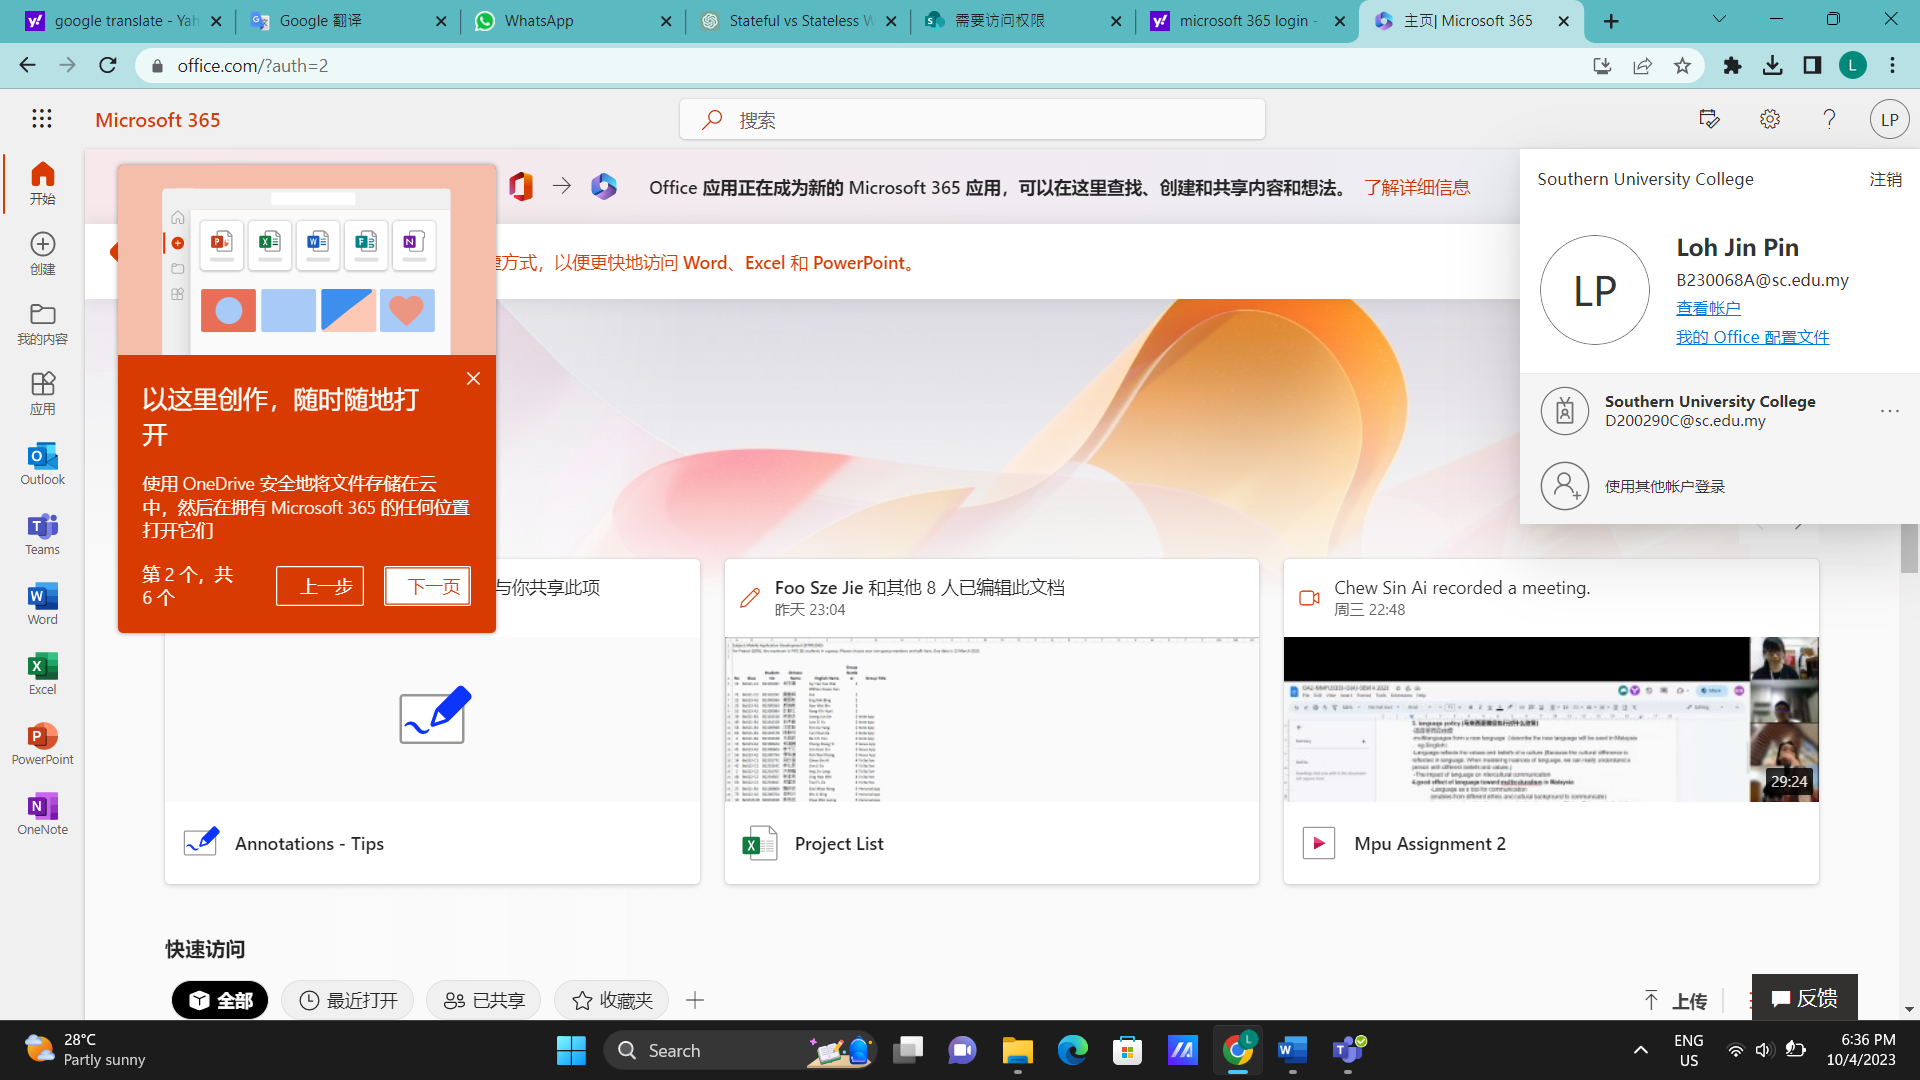 google translate - Yah
Google 翻译
WhatsApp
Stateful vs Stateless W
需要访问权限
microsoft 365 login -
主页| Microsoft 365
office.com/?auth=2
L
Microsoft 365
搜索
LP
开始
创建
我的内容
应用
Outlook
Teams
Word
Excel
PowerPoint
OneNote
Office 应用正在成为新的 Microsoft 365 应用，可以在这里查找、创建和共享内容和想法。 了解详细信息
捷方式，以便更快地访问 Word、Excel 和 PowerPoint。
以这里创作，随时随地打
开
使用 OneDrive 安全地将文件存储在云
中，然后在拥有 Microsoft 365 的任何位置
打开它们
第 2 个，共
6 个
上一步
下一页
Southern University College
注销
LP
Loh Jin Pin
B230068A@sc.edu.my
查看帐户
我的 Office 配置文件
Southern University College
D200290C@sc.edu.my
使用其他帐户登录
与你共享此项
Annotations - Tips
Foo Sze Jie 和其他 8 人已编辑此文档
昨天 23:04
Project List
Chew Sin Ai recorded a meeting.
周三 22:48
29:24
Mpu Assignment 2
快速访问
全部
最近打开
已共享
收藏夹
上传
反馈
28°C
Partly sunny
Search
ENG
US
6:36 PM
10/4/2023